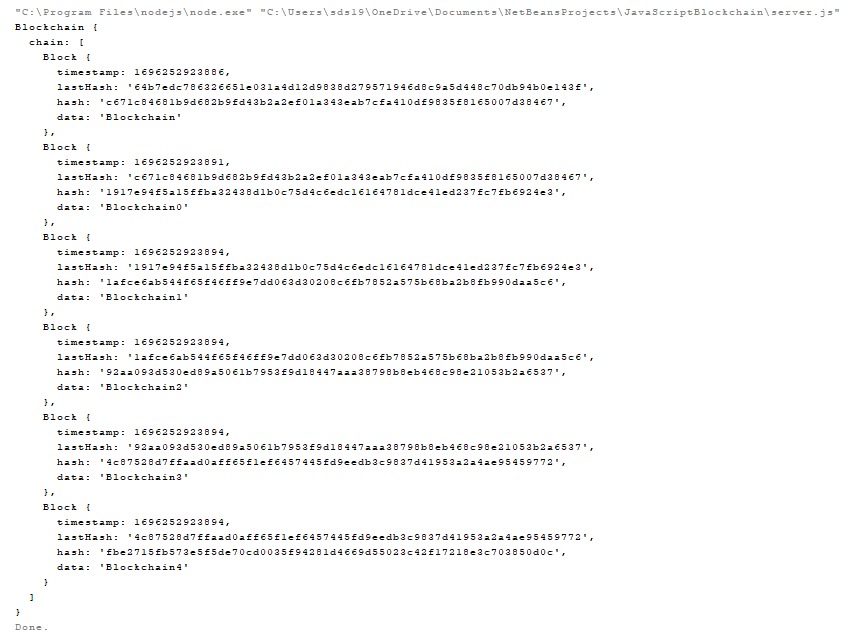 "C:\Program Files\nodejs\node.exe" "C:\Users\sds19\OneDrive\Documents\NetBeansProjects\JavaScriptBlockchain\server.js"
Blockchain {
  chain: [
    Block {
      timestamp: 1696252923886,
      lastHash: '64b7edc786326651e031a4d12d9838d279571946d8c9a5d448c70db94b0e143f',
      hash: 'c671c84681b9d682b9fd43b2a2ef01a343eab7cfa410df9835f8165007d38467',
      data: 'Blockchain'
    },
    Block {
      timestamp: 1696252923891,
      lastHash: 'c671c84681b9d682b9fd43b2a2ef01a343eab7cfa410df9835f8165007d38467',
      hash: '1917e94f5a15ffba32438d1b0c75d4c6edc16164781dce41ed237fc7fb6924e3',
      data: 'Blockchain0'
    },
    Block {
      timestamp: 1696252923894,
      lastHash: '1917e94f5a15ffba32438d1b0c75d4c6edc16164781dce41ed237fc7fb6924e3',
      hash: '1afce6ab544f65f46ff9e7dd063d30208c6fb7852a575b68ba2b8fb990daa5c6',
      data: 'Blockchain1'
    },
    Block {
      timestamp: 1696252923894,
      lastHash: '1afce6ab544f65f46ff9e7dd063d30208c6fb7852a575b68ba2b8fb990daa5c6',
      hash: '92aa093d530ed89a5061b7953f9d18447aaa38798b8eb468c98e21053b2a6537',
      data: 'Blockchain2'
    },
    Block {
      timestamp: 1696252923894,
      lastHash: '92aa093d530ed89a5061b7953f9d18447aaa38798b8eb468c98e21053b2a6537',
      hash: '4c87528d7ffaad0aff65f1ef6457445fd9eedb3c9837d41953a2a4ae95459772',
      data: 'Blockchain3'
    },
    Block {
      timestamp: 1696252923894,
      lastHash: '4c87528d7ffaad0aff65f1ef6457445fd9eedb3c9837d41953a2a4ae95459772',
      hash: 'fbe2715fb573e5f5de70cd0035f94281d4669d55023c42f17218e3c703850d0c',
      data: 'Blockchain4'
    }
  ]
}
Done.